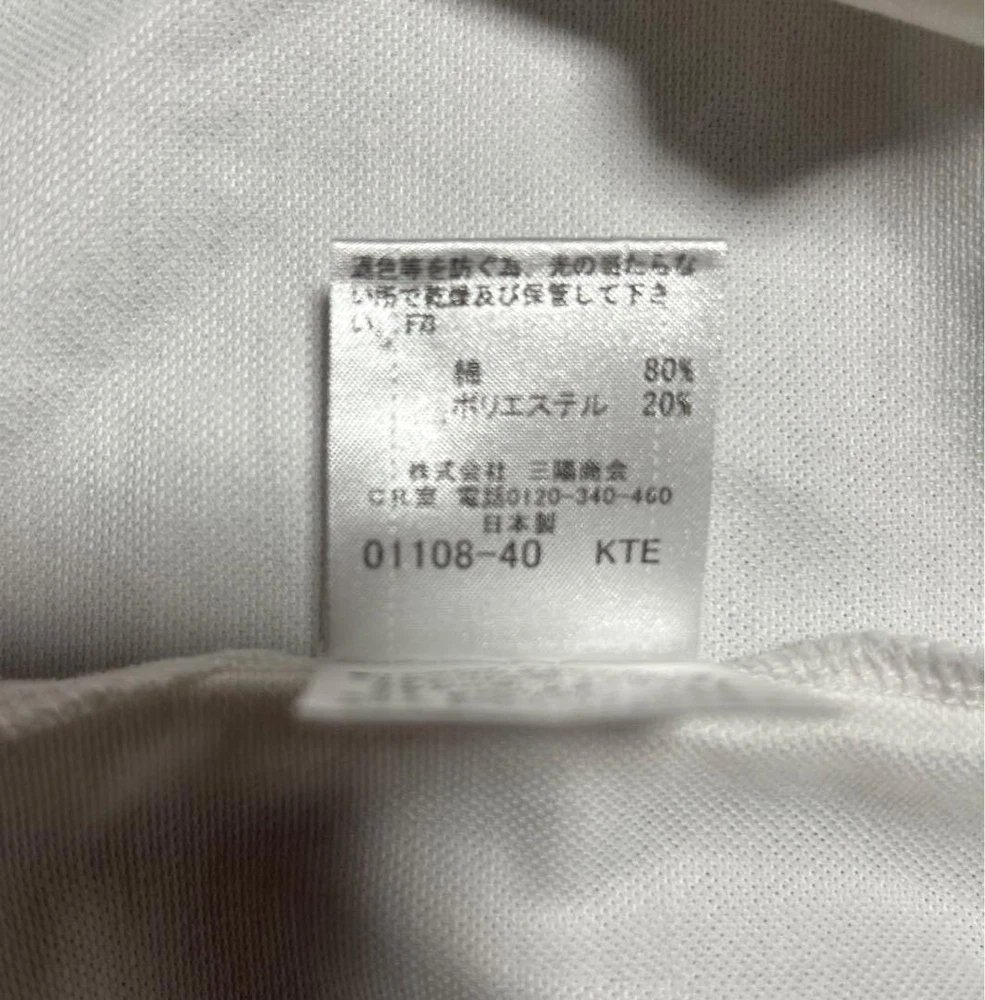 退色等を防ぐ為、光の当たらな
い所で乾燥及び保管して下さ
い。
綿 80%
ポリエステル 20%
株式会社 三陽商会
CR室 電話0120-340-460
日本製
01108-40 KTE